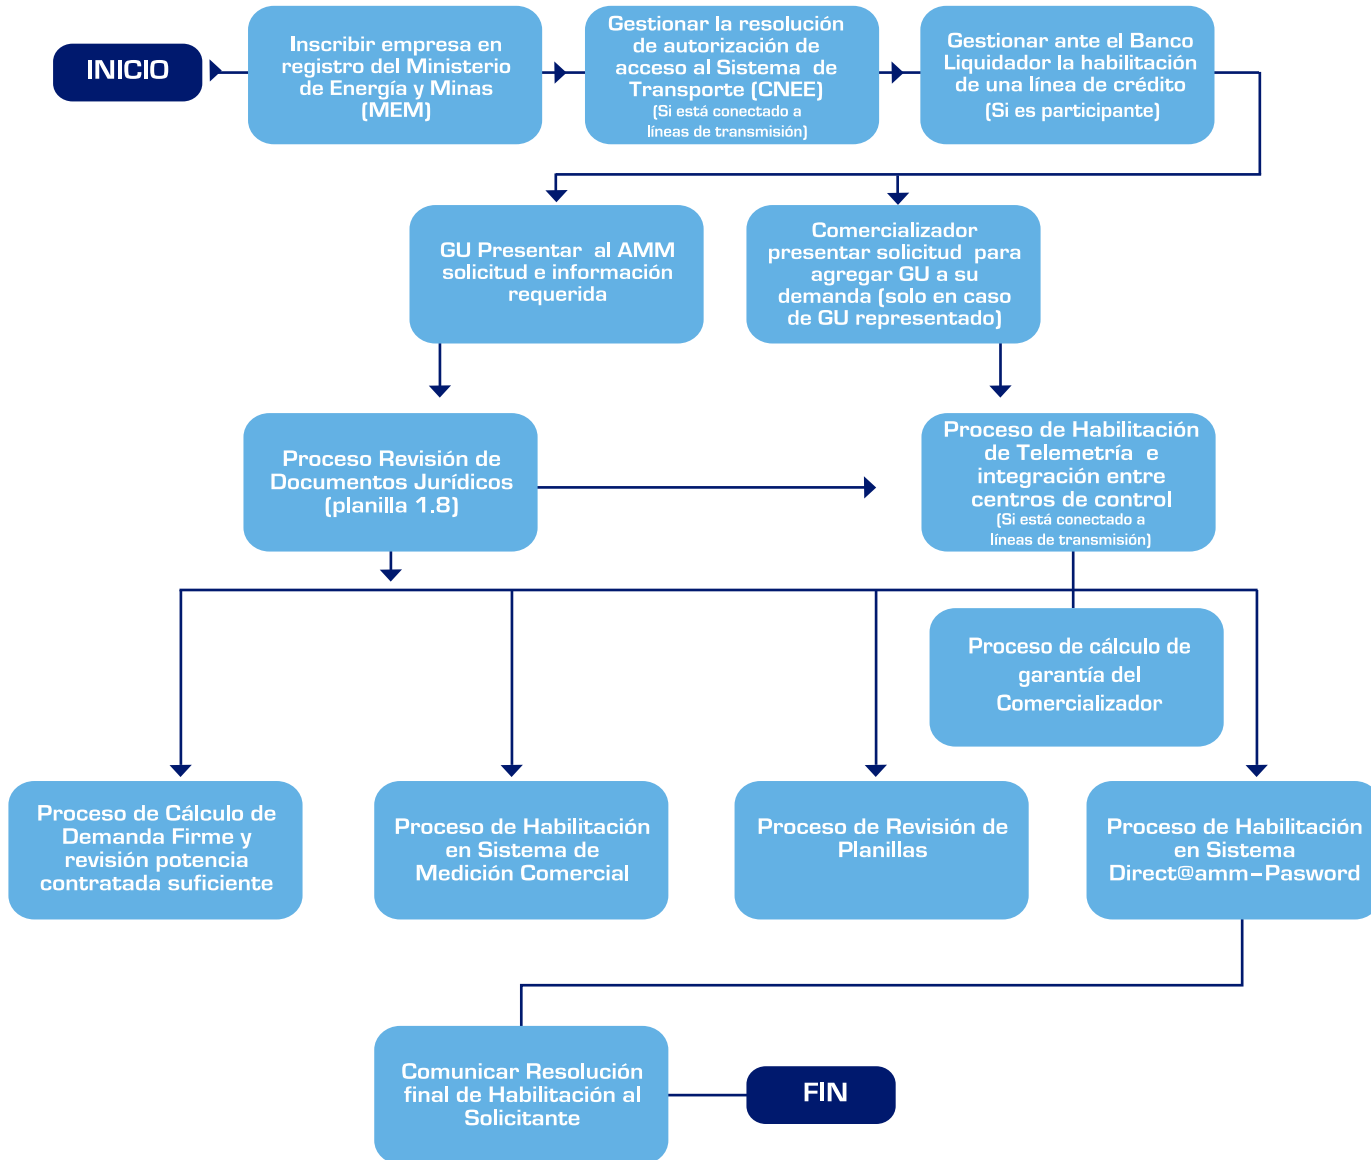 INICIO
Inscribir empresa en
registro del Ministerio
de Energía y Minas
(MEM)
Gestionar la resolución
de autorización de
acceso al Sistema de
Transporte (CNEE)
(Si está conectado a
líneas de transmisión)
Gestionar ante el Banco
Liquidador la habilitación
de una línea de crédito
(Si es participante)
GU Presentar al AMM
solicitud e información
requerida
Comercializador
presentar solicitud para
agregar GU a su
demanda (solo en caso
de GU representado)
Proceso Revisión de
Documentos Jurídicos
(planilla 1.8)
Proceso de Habilitación
de Telemetría e
integración entre
centros de control
(Si está conectado a
líneas de transmisión)
Proceso de cálculo de
garantía del
Comercializador
Proceso de Cálculo de
Demanda Firme y
revisión potencia
contratada suficiente
Proceso de Habilitación
en Sistema de
Medición Comercial
Proceso de Revisión de
Planillas
Proceso de Habilitación
en Sistema
Direct@amm-Pasword
Comunicar Resolución
final de Habilitación al
Solicitante
FIN